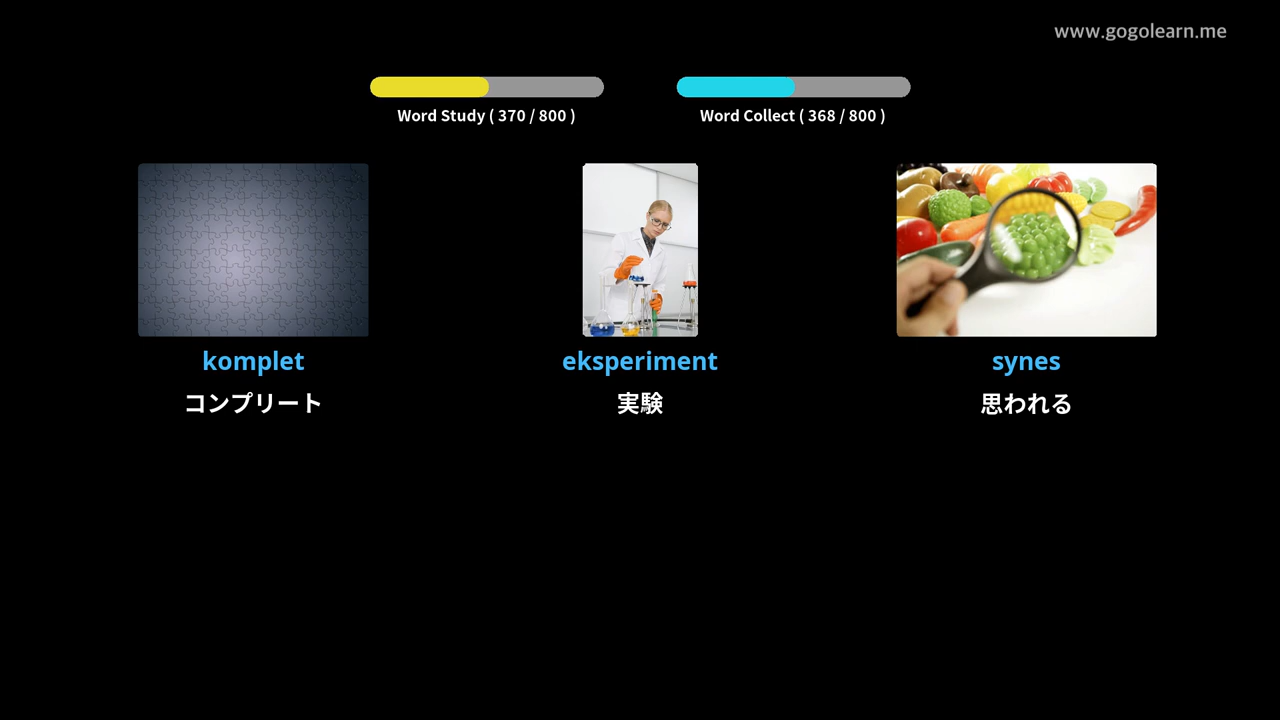 www.gogolearn.me
Word Study ( 370 / 800 )
Word Collect ( 368 / 800 )
komplet
eksperiment
synes
コンプリート
実験
思われる